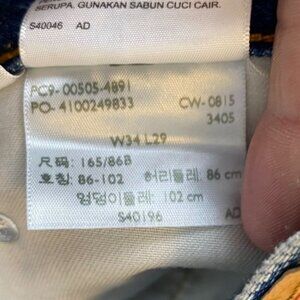 SERUPA. GUNAKAN SABUN CUCI CAIR.
S40046 AD
PC9-00505-4891
PO-4100249833 CW-0815
3405
W34 L29
尺码: 165/86B
호칭: 86-102 허리둘레: 86 cm
엉덩이둘레: 102 cm
S40196 AD